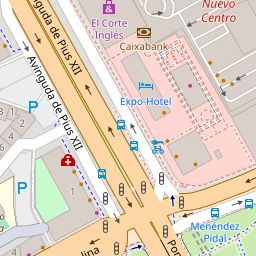 Nuevo
Centro
El Corte
Inglés
Caixabank
Expo-Hotel
Avinguda de Pius XII
Avinguda de Pius XII
P
P
Menéndez
Pidal